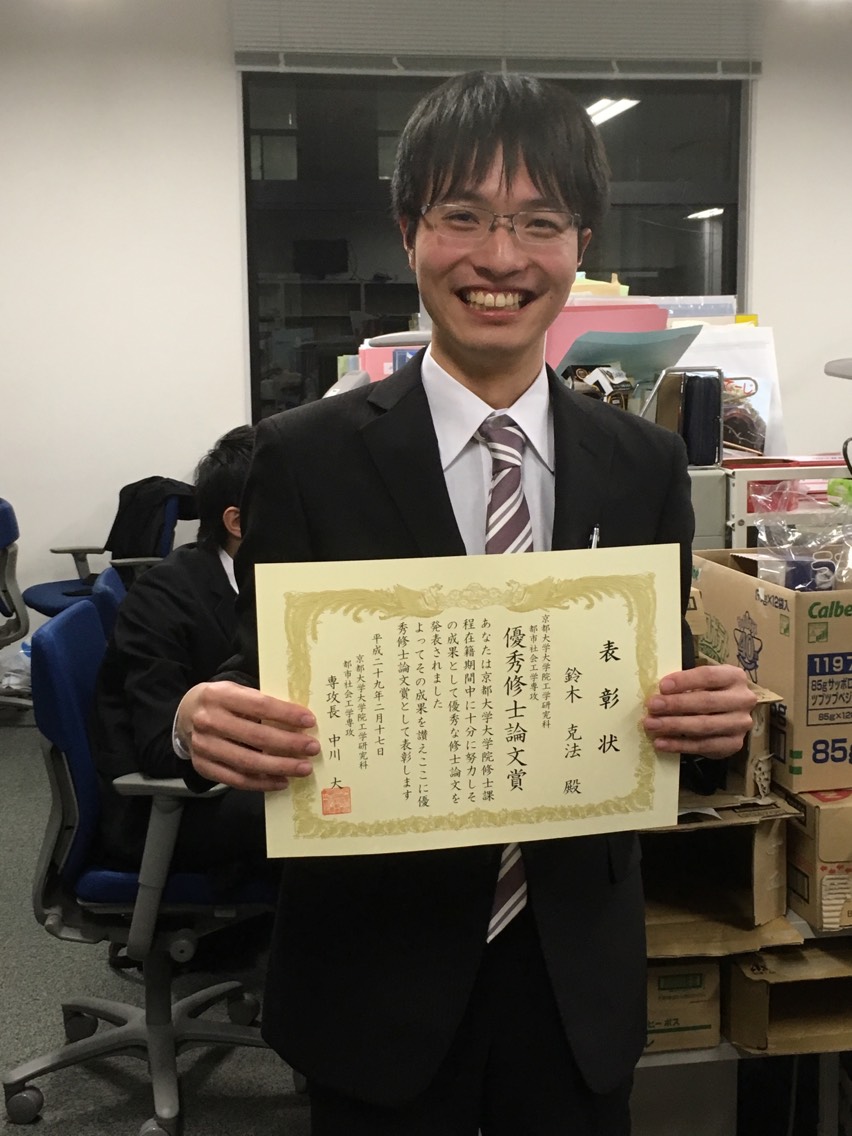 表彰状
京都大学大学院工学研究科
都市社会工学専攻
鈴木 克法 殿
優秀修士論文賞
あなたは京都大学大学院修士課
程在籍期間中に十分に努力しそ
の成果として優秀な修士論文を
発表されました
よってその成果を讃えここに優
秀修士論文賞として表彰します
平成二十九年二月十七日
京都大学大学院工学研究科
都市社会工学専攻
専攻長 中川 大
85g×12袋入
Calbe
1197
85gサッポロ
ツブツブベジ
85g×12
85